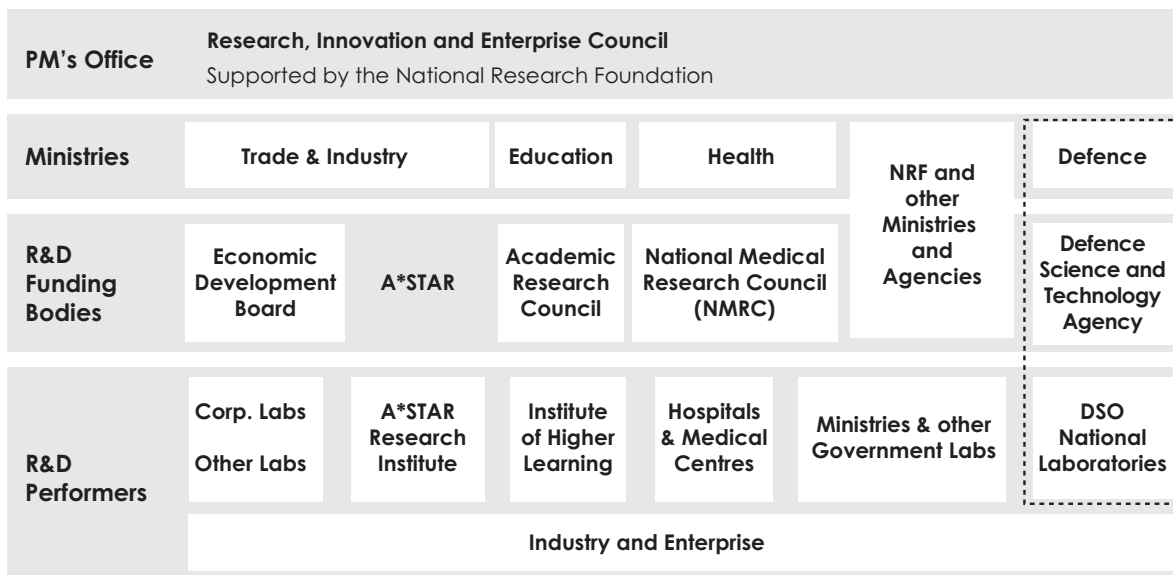 PM’s Office
Research, Innovation and Enterprise Council
Supported by the National Research Foundation
Ministries
Trade & Industry
Education
Health
NRF and
other
Ministries
and
Agencies
Defence
R&D
Funding
Bodies
Economic
Development
Board
A*STAR
Academic
Research
Council
National Medical
Research Council
(NMRC)
Defence
Science and
Technology
Agency
R&D
Performers
Corp. Labs
Other Labs
A*STAR
Research
Institute
Institute
of Higher
Learning
Hospitals
& Medical
Centres
Ministries & other
Government Labs
DSO
National
Laboratories
Industry and Enterprise